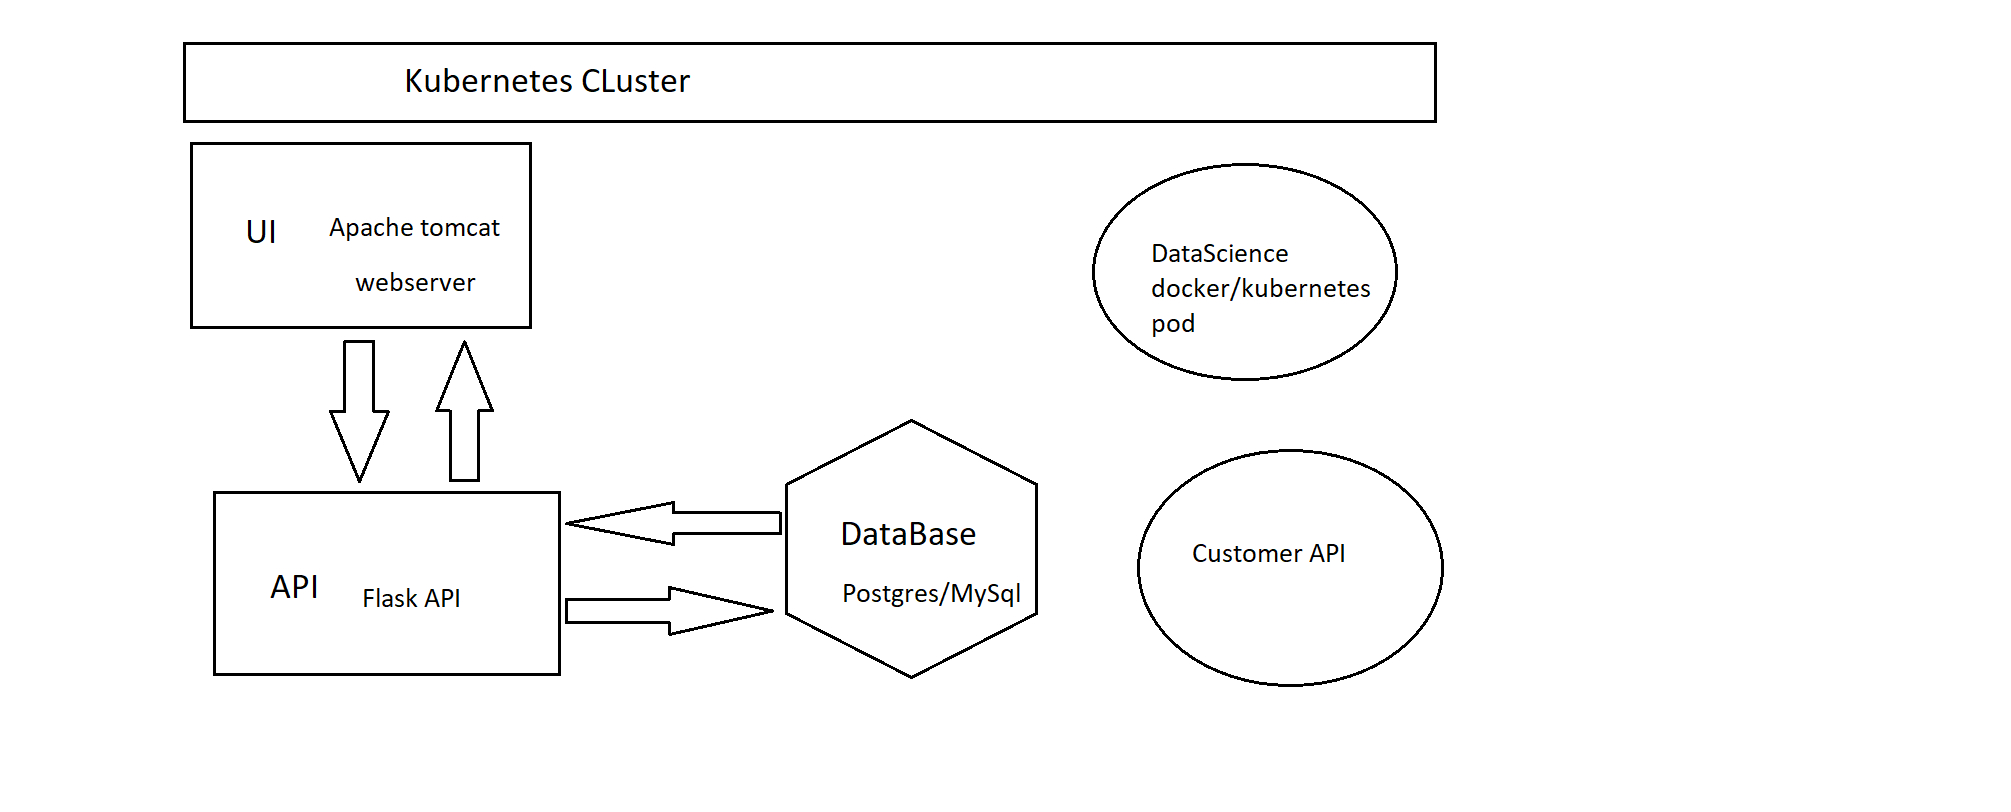 Kubernetes CLuster
UI
Apache tomcat
webserver
DataScience
docker/kubernetes
pod
API
Flask API
DataBase
Postgres/MySql
Customer API